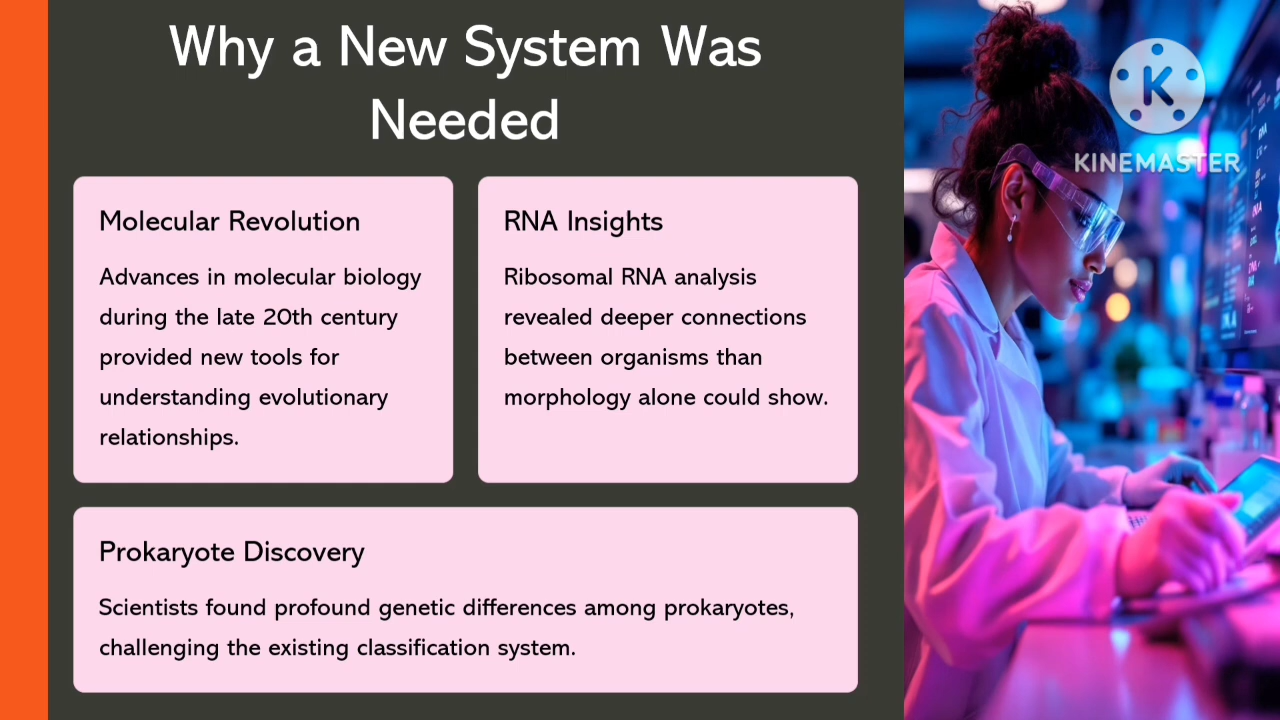 Why a New System Was
Needed
Molecular Revolution
Advances in molecular biology
during the late 20th century
provided new tools for
understanding evolutionary
relationships.
RNA Insights
Ribosomal RNA analysis
revealed deeper connections
between organisms than
morphology alone could show.
Prokaryote Discovery
Scientists found profound genetic differences among prokaryotes,
challenging the existing classification system.
K
KINEMASTER